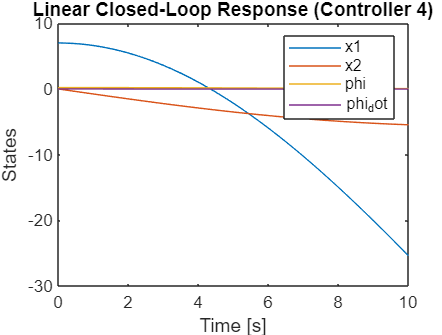 Linear Closed-Loop Response (Controller 4)
10
0
-10
-20
-30
States
x1
x2
phi
phi_dot
0
2
4
6
8
10
Time [s]